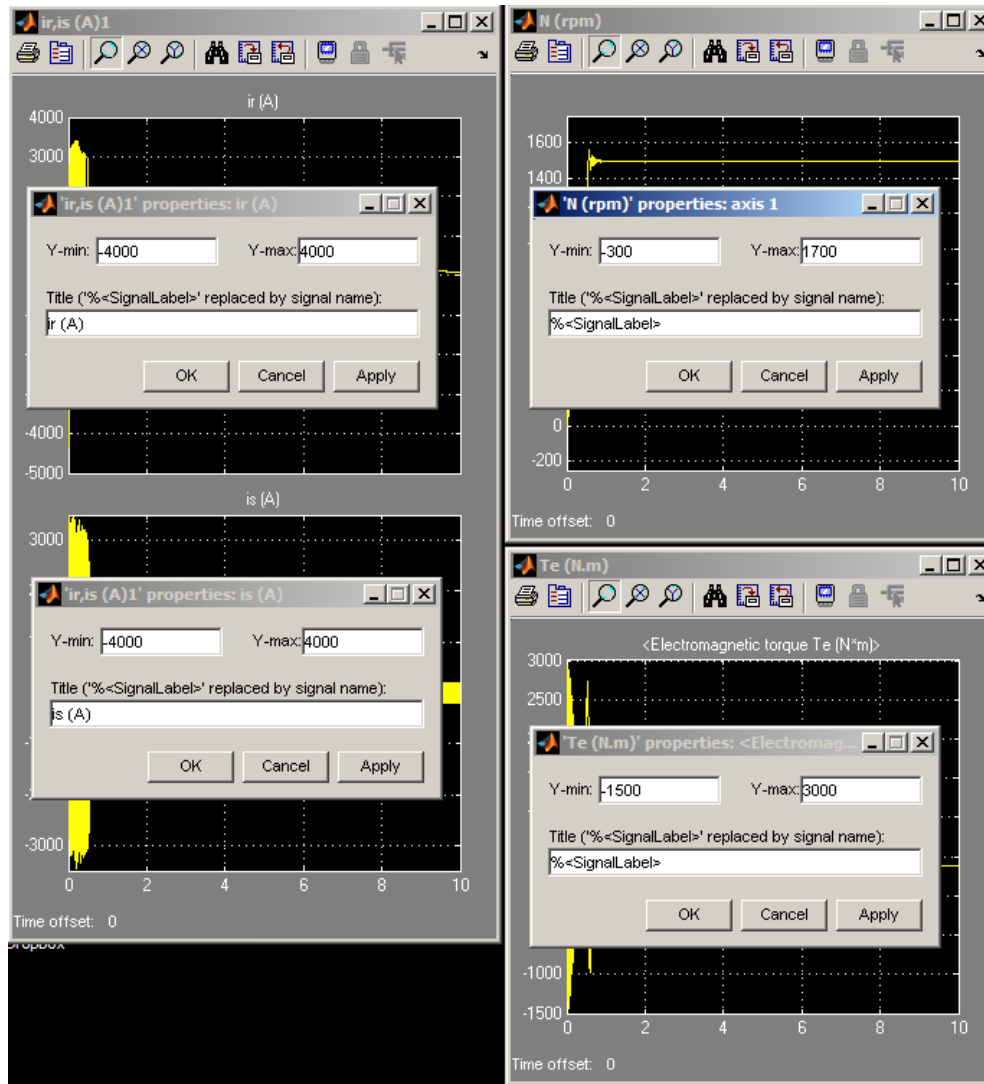 ir,is (A)1
ir (A)
4000
3000
'ir,is (A)1' properties: ir (A)
Y-min: -4000 Y-max: 4000
Title ('%<SignalLabel>' replaced by signal name):
ir (A)
OK Cancel Apply
-4000
-5000
0 2 4 6 8 10
is (A)
3000
'ir,is (A)1' properties: is (A)
Y-min: -4000 Y-max: 4000
Title ('%<SignalLabel>' replaced by signal name):
is (A)
OK Cancel Apply
-3000
0 2 4 6 8 10
Time offset: 0
N (rpm)
1600
1400
'N (rpm)' properties: axis 1
Y-min: -300 Y-max: 1700
Title ('%<SignalLabel>' replaced by signal name):
%<SignalLabel>
OK Cancel Apply
0
-200
0 2 4 6 8 10
Time offset: 0
Te (N.m)
<Electromagnetic torque Te (N*m)>
3000
2500
'Te (N.m)' properties: <Electromag...
Y-min: -1500 Y-max: 3000
Title ('%<SignalLabel>' replaced by signal name):
%<SignalLabel>
OK Cancel Apply
-1000
-1500
0 2 4 6 8 10
Time offset: 0